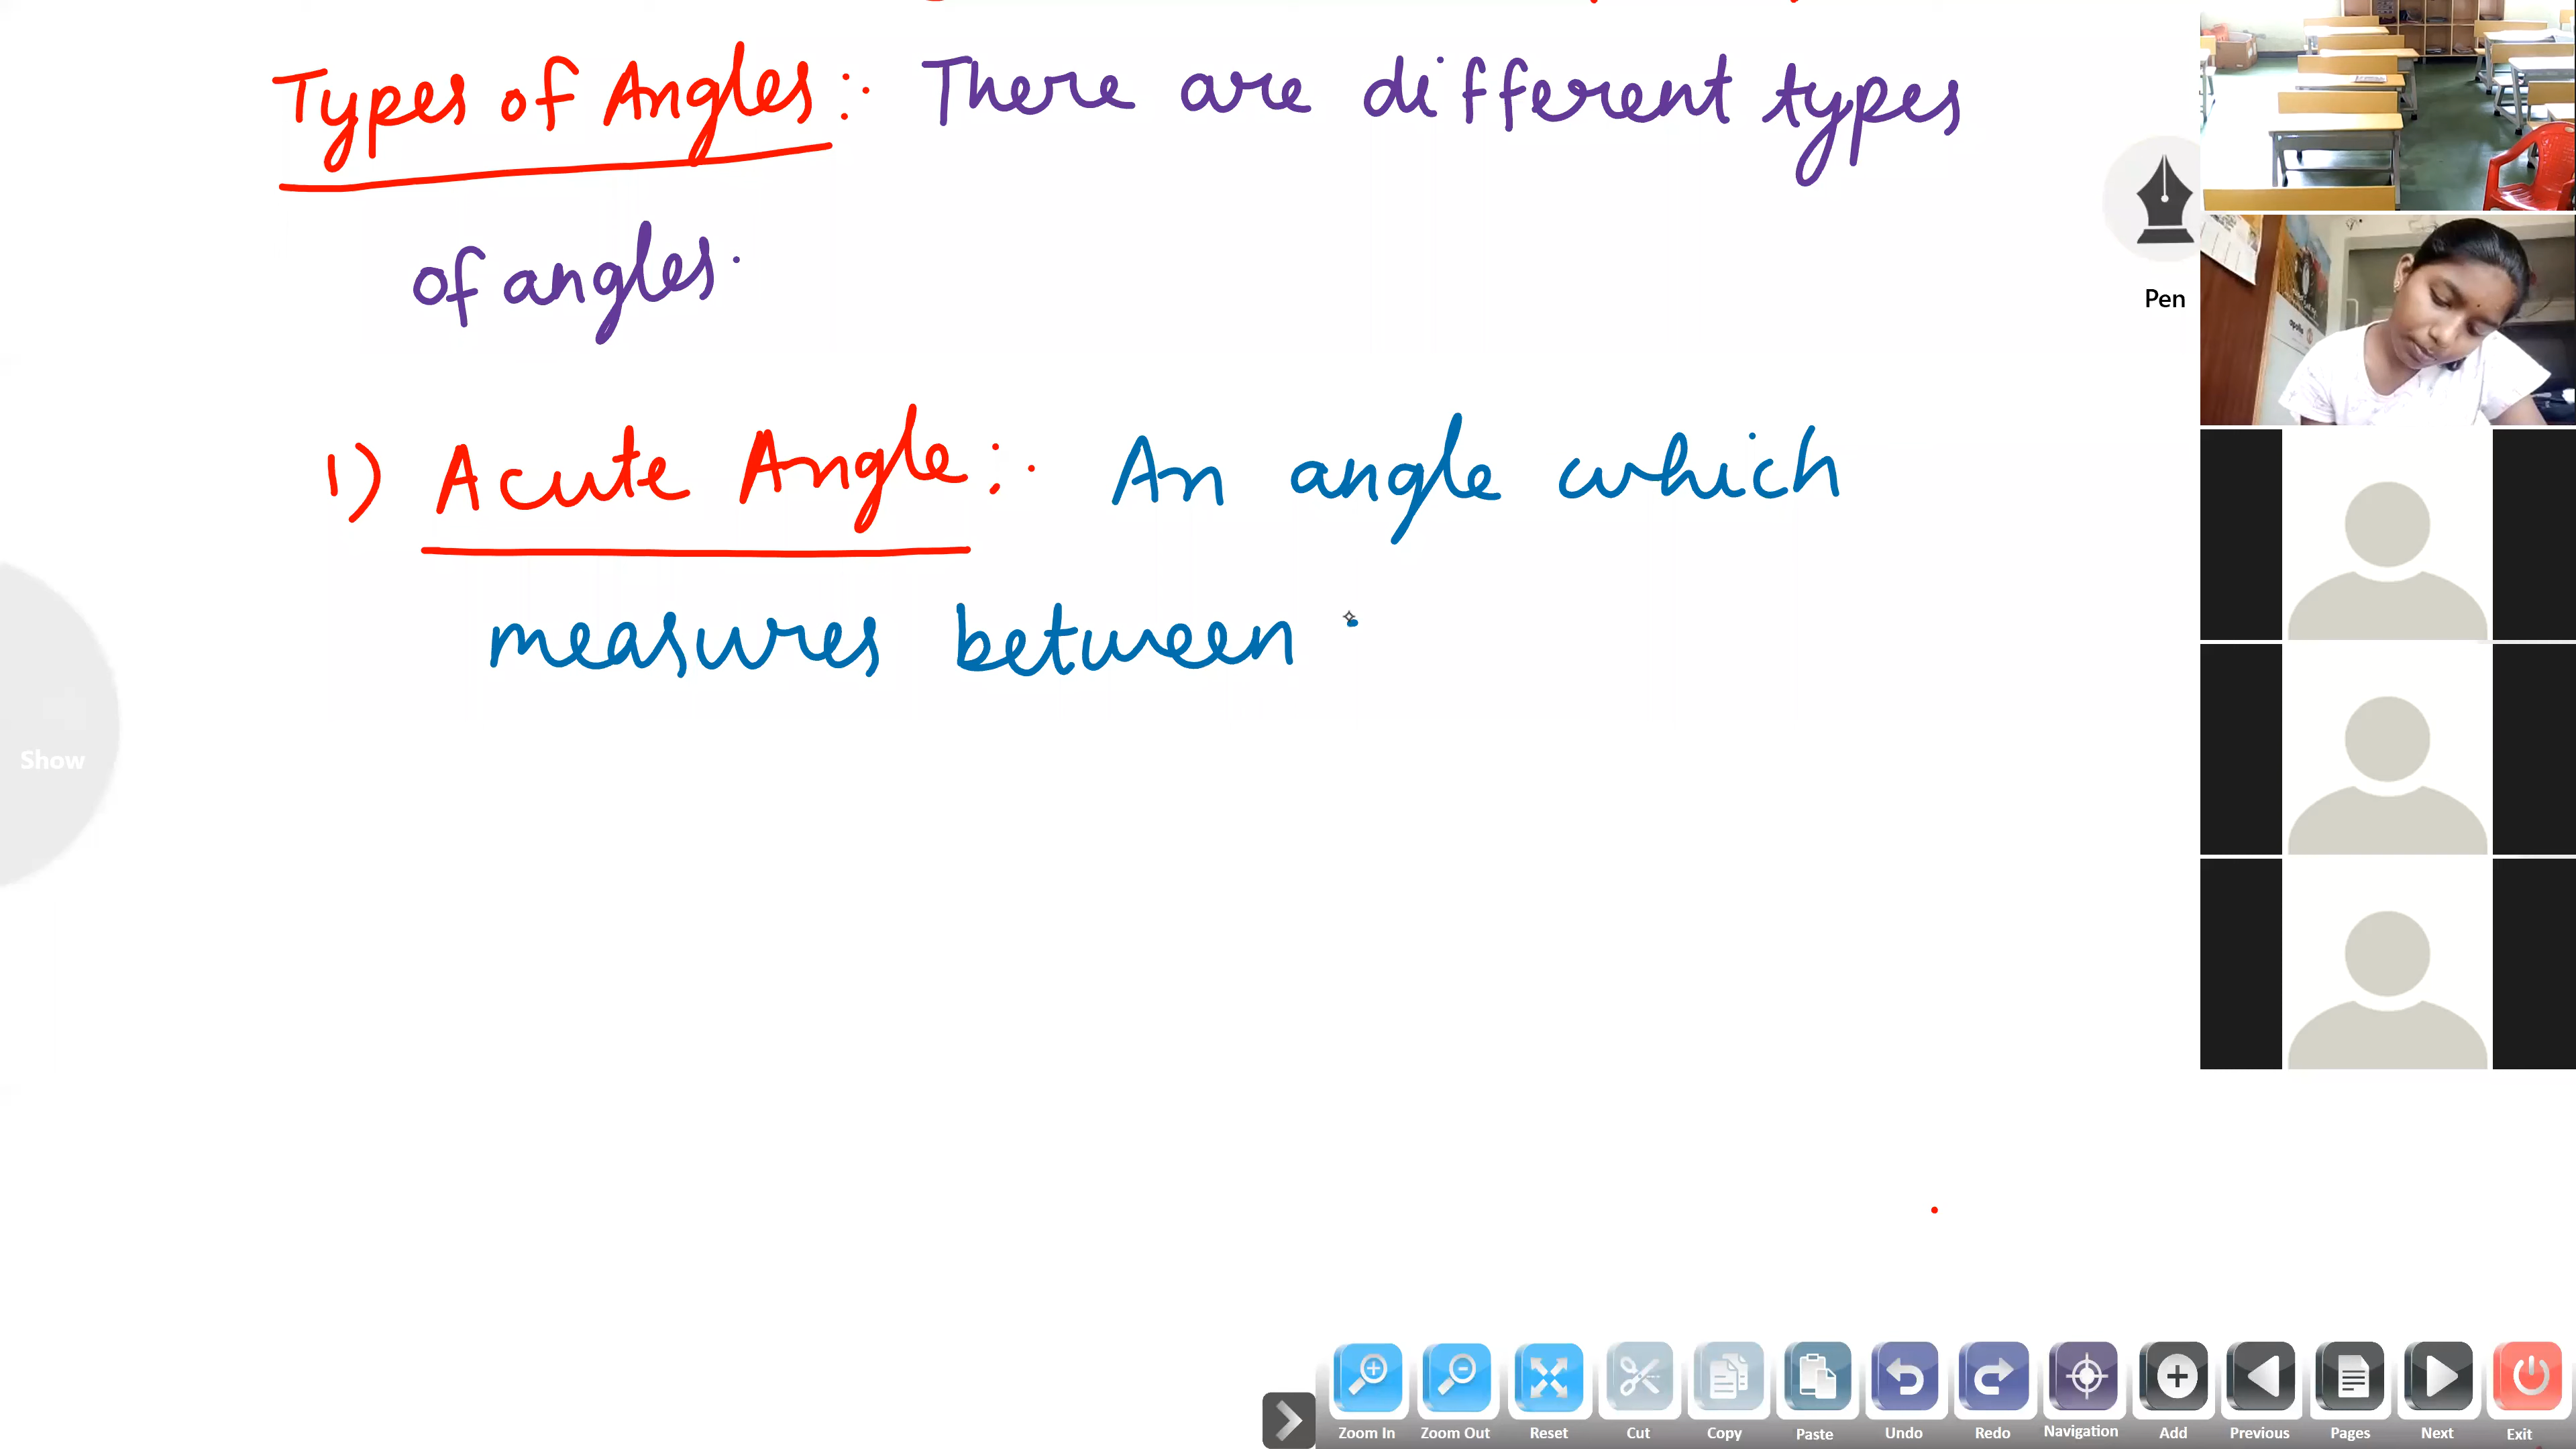 Types of Angles:- There are different types
of angles.
1) Acute Angle:- An angle which
measures between
Pen
Show
Zoom In Zoom Out Reset Cut Copy Paste Undo Redo Navigation Add Previous Pages Next Exit